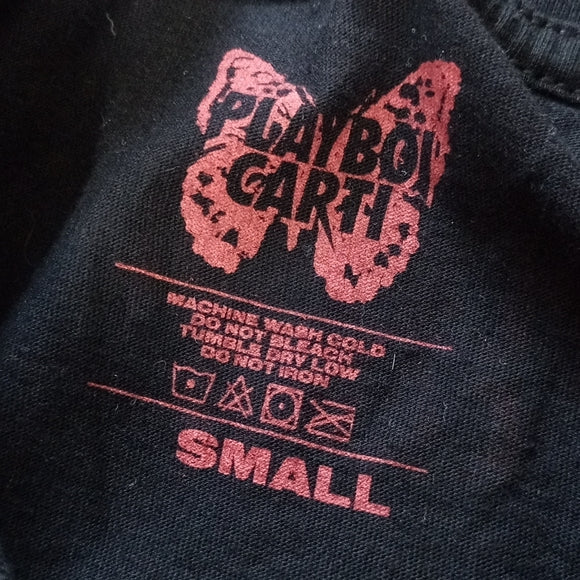 PLAYBOI
CARTI
MACHINE WASH COLD
DO NOT BLEACH
TUMBLE DRY LOW
DO NOT IRON
SMALL